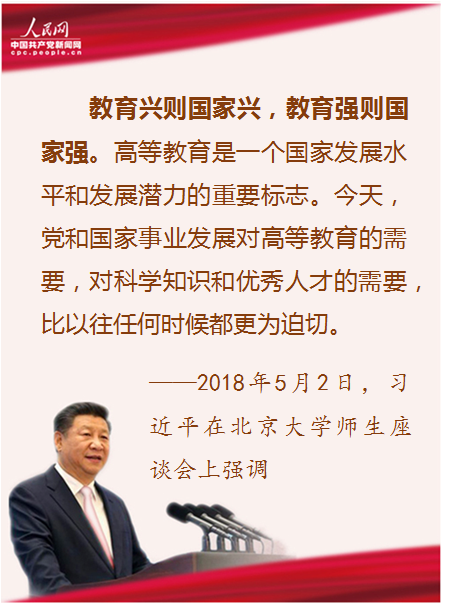 人民网
中国共产党新闻网
cpc.people.cn
教育兴则国家兴，教育强则国
家强。高等教育是一个国家发展水
平和发展潜力的重要标志。今天，
党和国家事业发展对高等教育的需
要，对科学知识和优秀人才的需要，
比以往任何时候都更为迫切。
——2018年5月2日，习
近平在北京大学师生座
谈会上强调